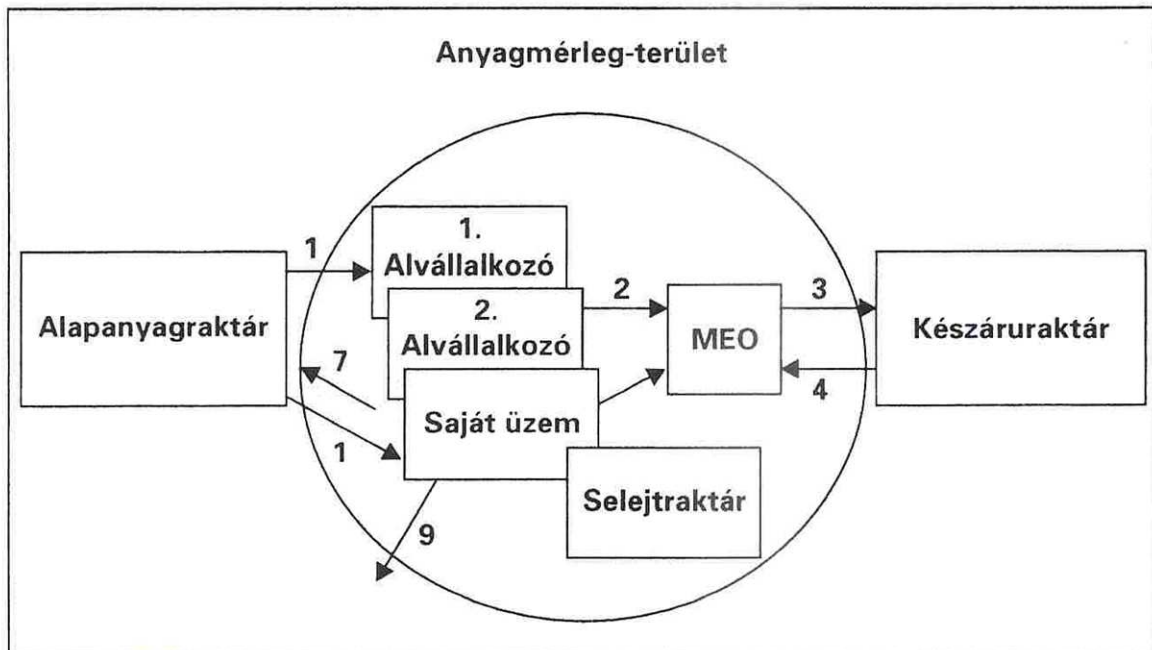 Anyagmérleg-terület
1
1.
Alvállalkozó
2.
Alvállalkozó
Alapanyagraktár
7
1
Saját üzem
9
Selejtraktár
2
MEO
3
4
Készáruraktár